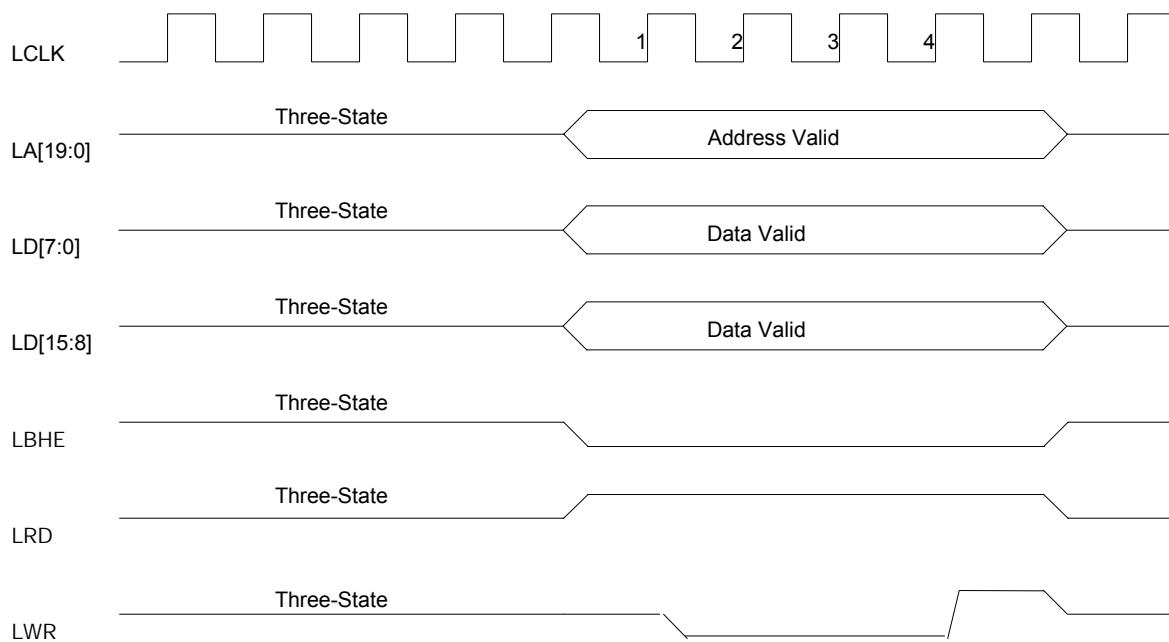 LCLK
1 2 3 4
Three-State
LA[19:0]
Address Valid
Three-State
LD[7:0]
Data Valid
Three-State
LD[15:8]
Data Valid
Three-State
LBHE
Three-State
LRD
Three-State
LWR